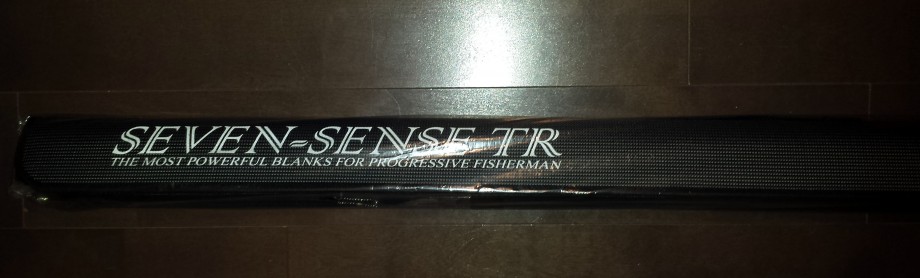 SEVEN-SENSE TR
THE MOST POWERFUL BLANKS FOR PROGRESSIVE FISHERMAN